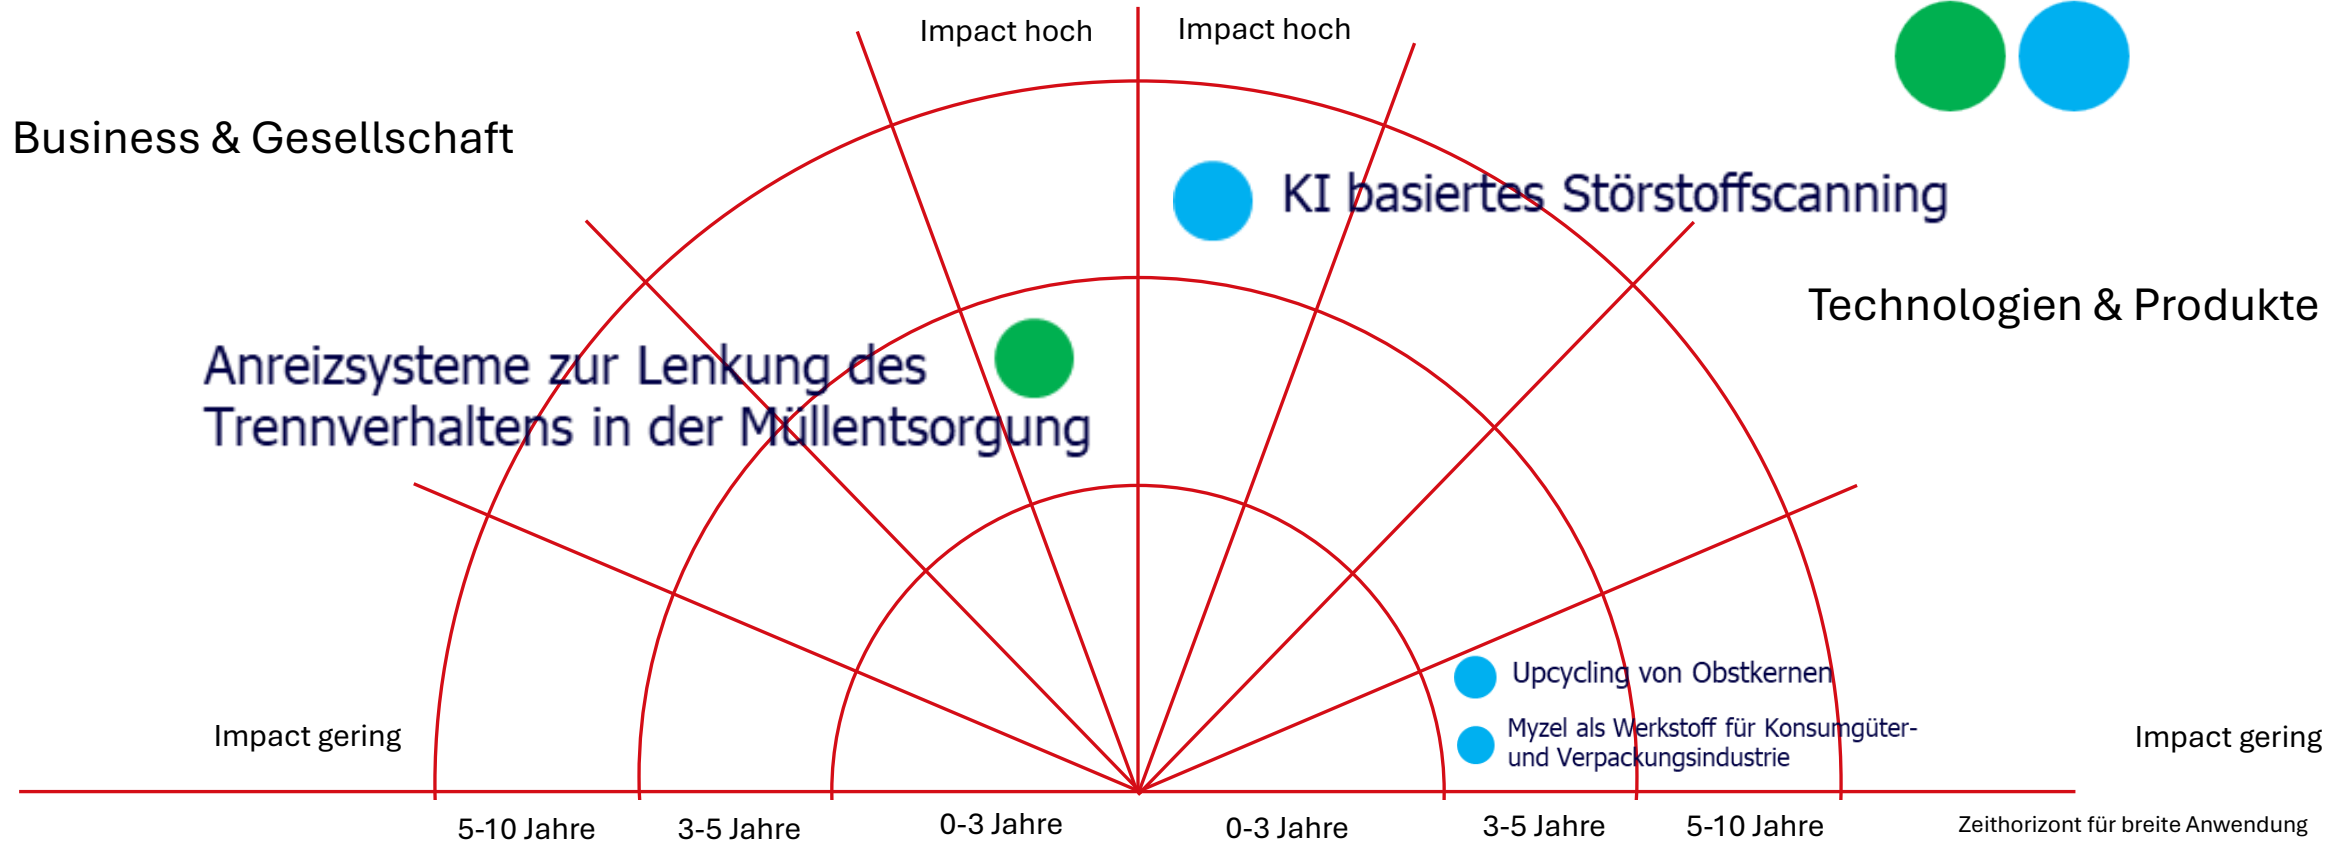 Impact hoch
Impact hoch
Business & Gesellschaft
KI basiertes Störstoffscanning
Technologien & Produkte
Anreizsysteme zur Lenkung des
Trennverhaltens in der Müllentsorgung
Upcycling von Obstkernen
Myzel als Werkstoff für Konsumgüter-
und Verpackungsindustrie
Impact gering
Impact gering
5-10 Jahre
3-5 Jahre
0-3 Jahre
0-3 Jahre
3-5 Jahre
5-10 Jahre
Zeithorizont für breite Anwendung